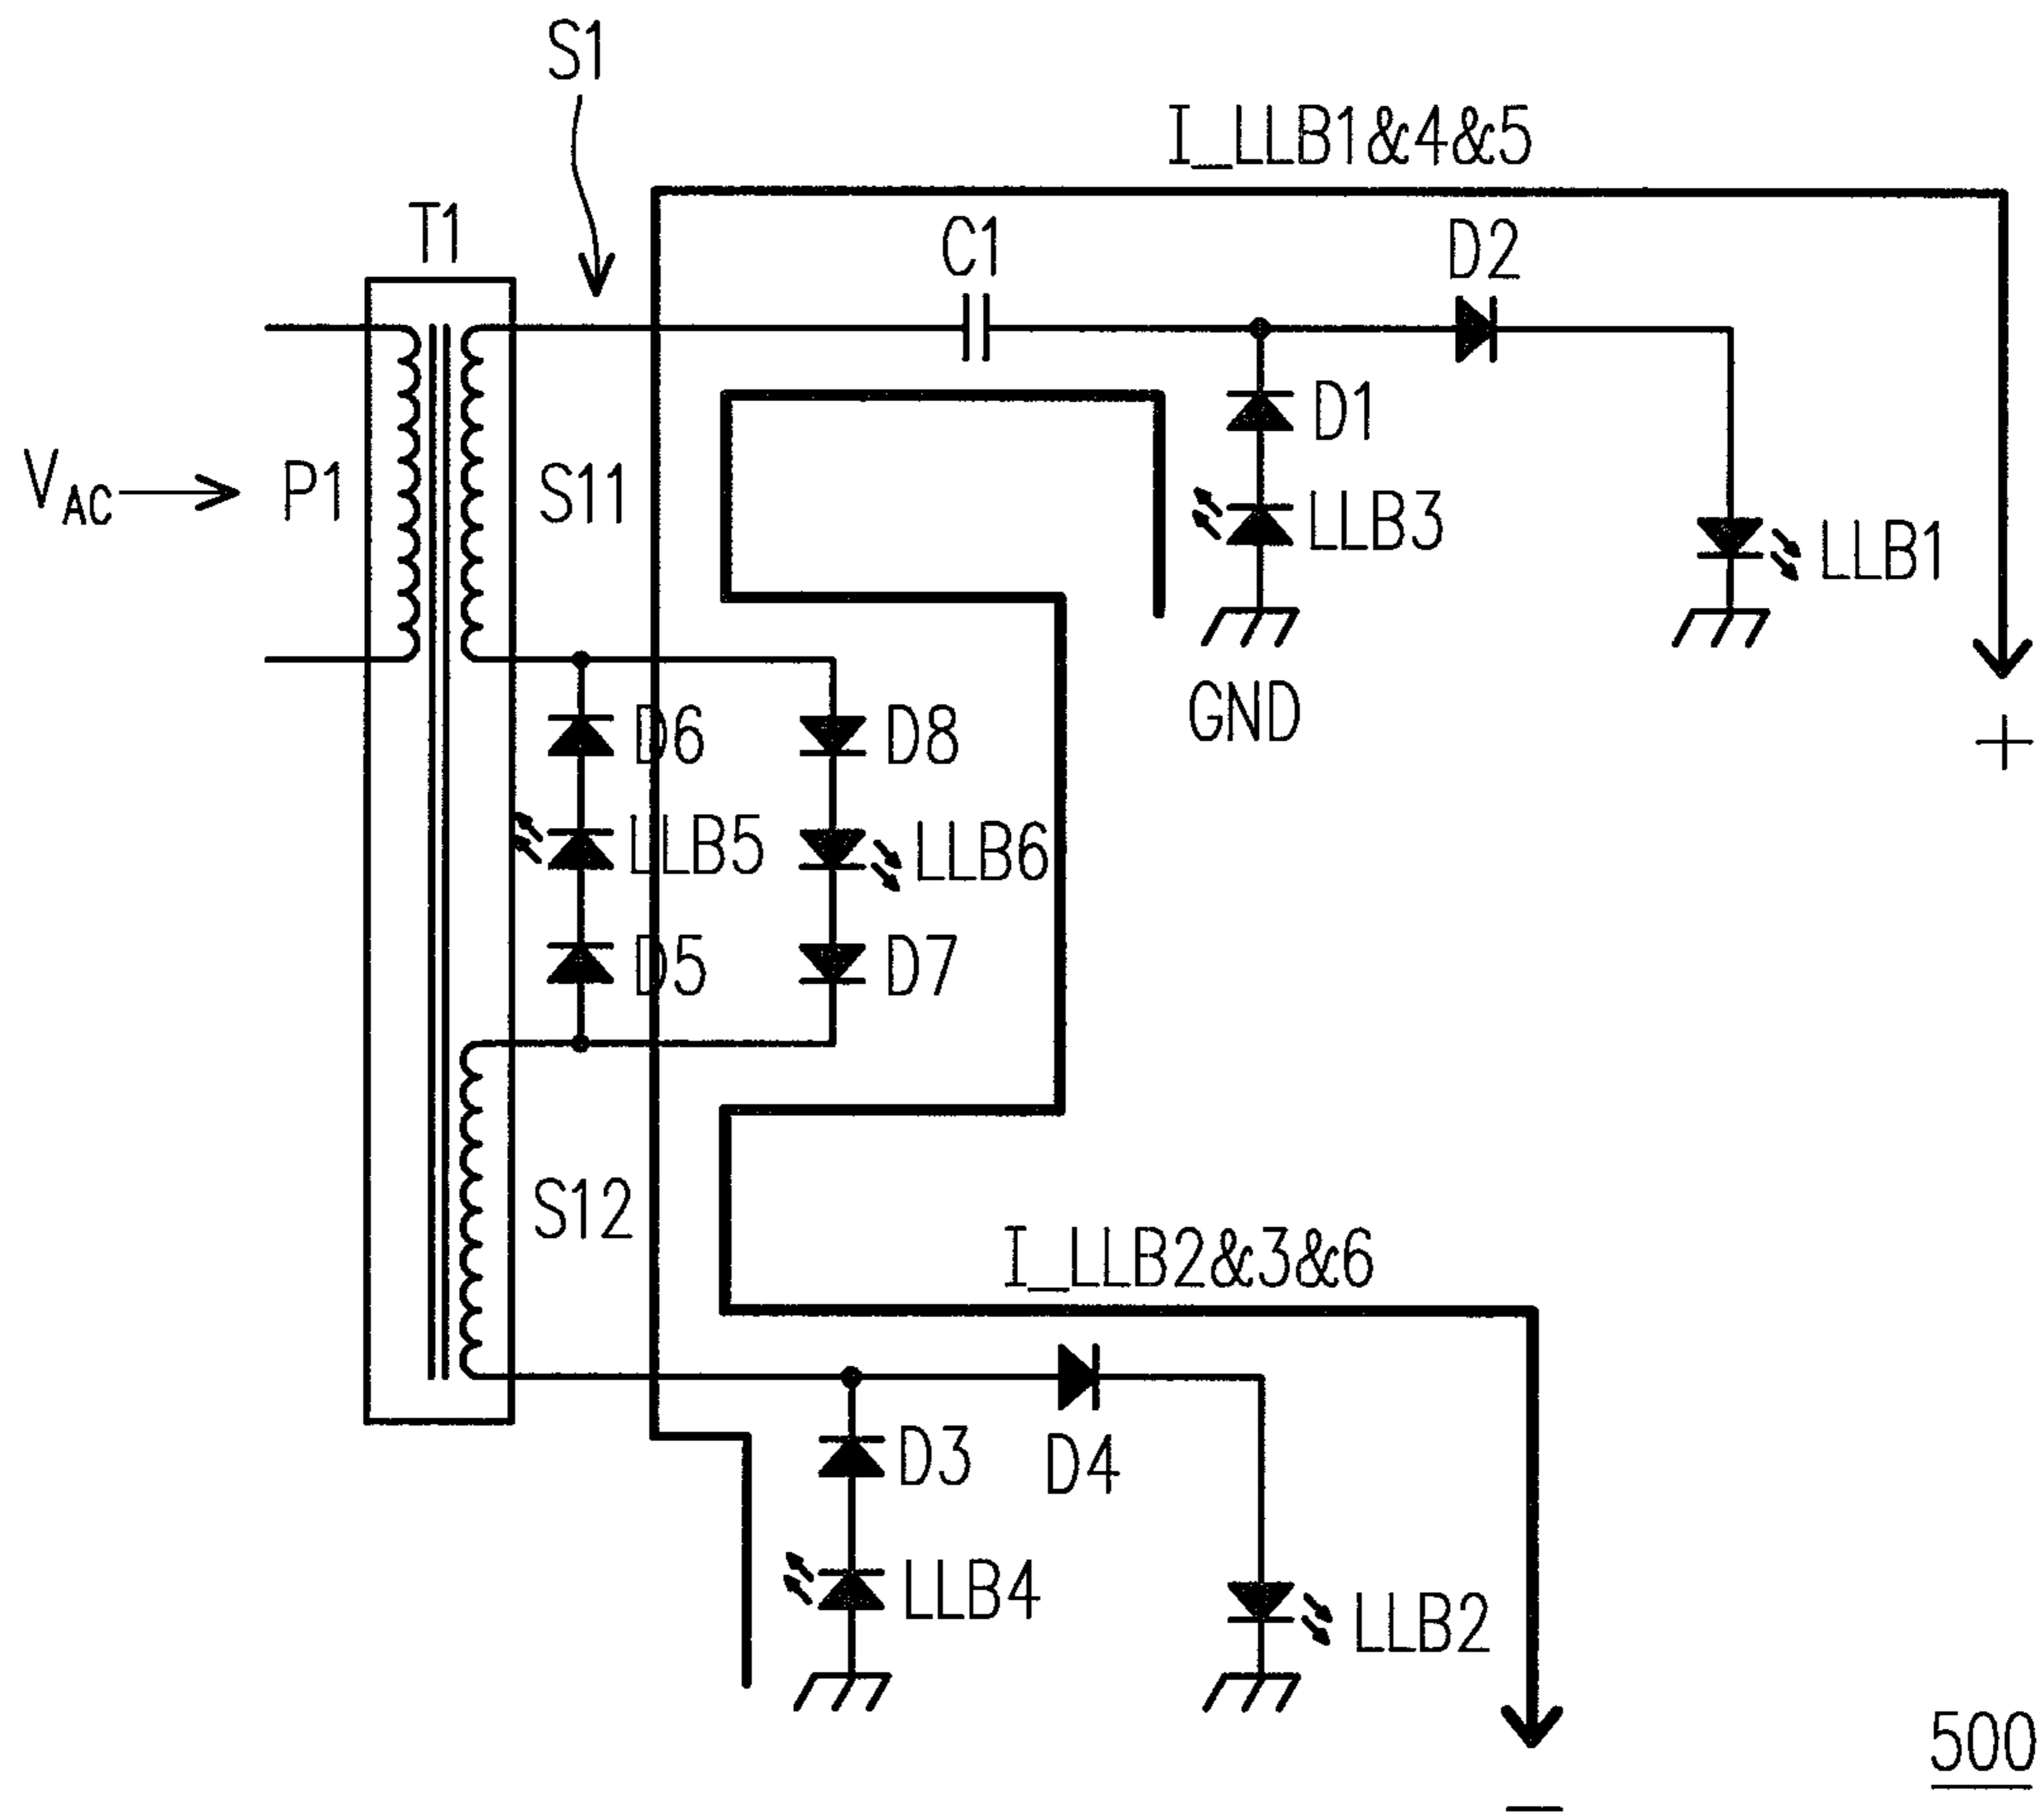 S1
I_LLB1&4&5
T1
C1
D2
D1
VAC
P1
S11
LLB3
LLB1
GND
+
D6
D8
LLB5
LLB6
D5
D7
S12
I_LLB2&3&6
D3
D4
LLB4
LLB2
500
−